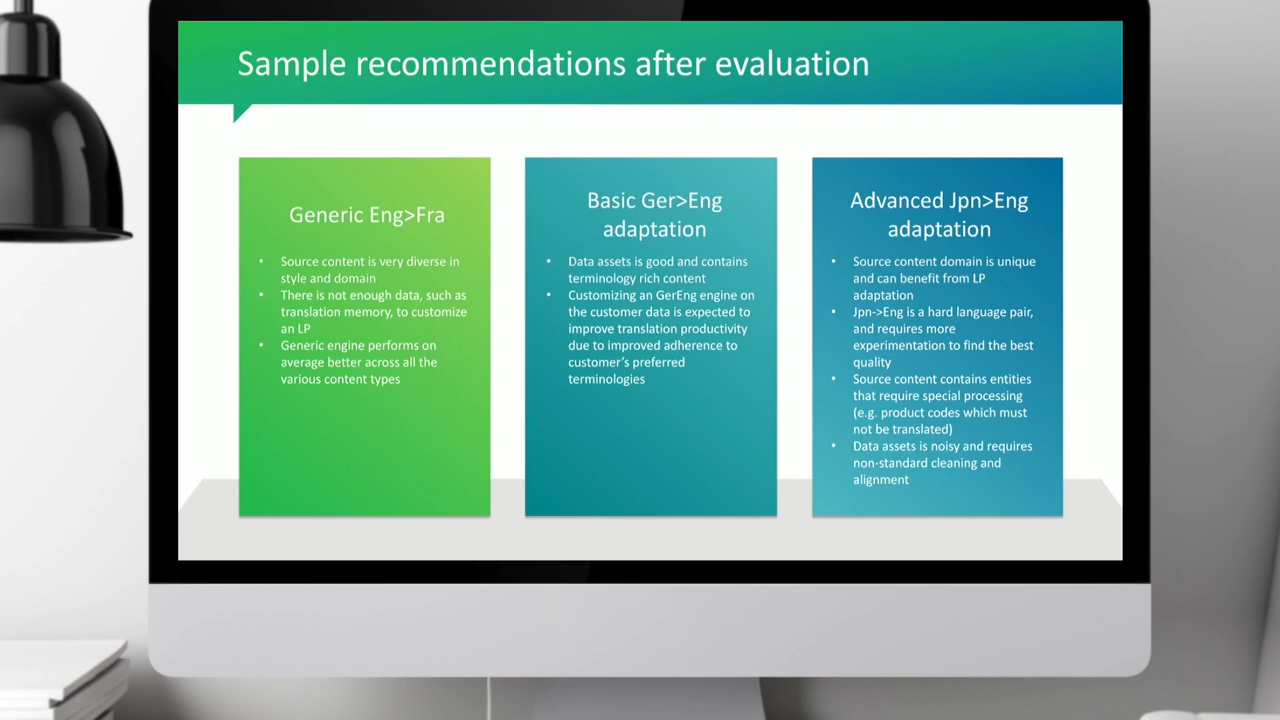 Sample recommendations after evaluation
Generic Eng>Fra
• Source content is very diverse in
style and domain
• There is not enough data, such as
translation memory, to customize
an LP
• Generic engine performs on
average better across all the
various content types
Basic Ger>Eng
adaptation
• Data assets is good and contains
terminology rich content
• Customizing an GerEng engine on
the customer data is expected to
improve translation productivity
due to improved adherence to
customer’s preferred
terminologies
Advanced Jpn>Eng
adaptation
• Source content domain is unique
and can benefit from LP
adaptation
• Jpn->Eng is a hard language pair,
and requires more
experimentation to find the best
quality
• Source content contains entities
that require special processing
(e.g. product codes which must
not be translated)
• Data assets is noisy and requires
non-standard cleaning and
alignment